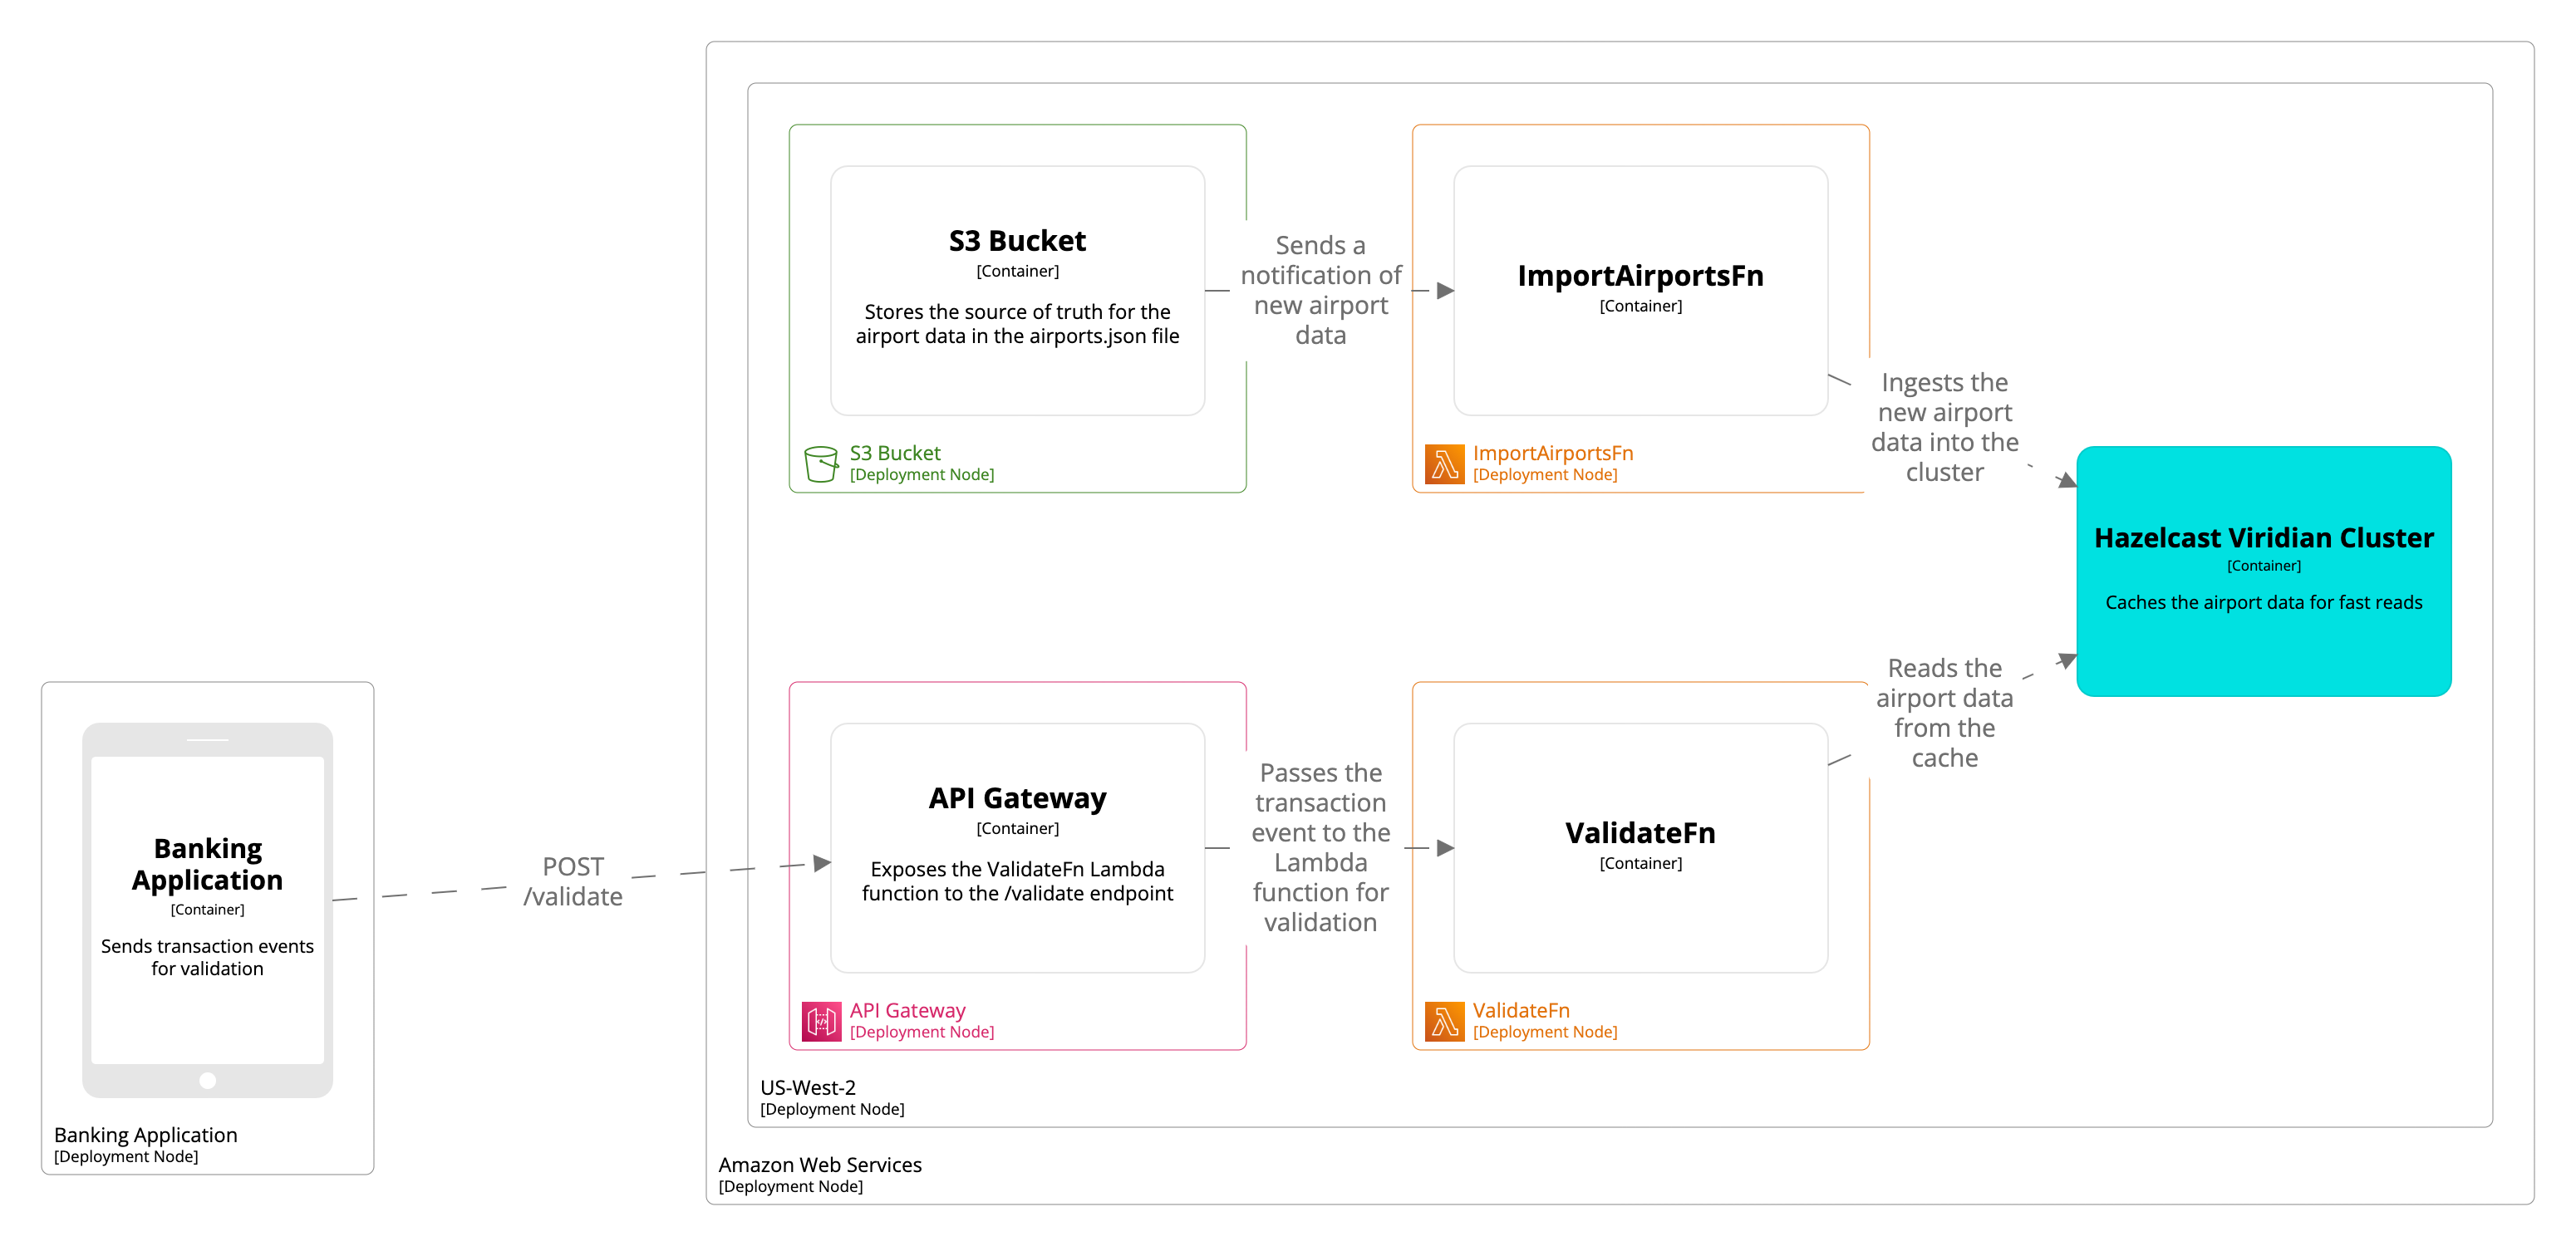 S3 Bucket
[Container]
Stores the source of truth for the
airport data in the airports.json file
S3 Bucket
[Deployment Node]
Sends a
notification of
new airport
data
ImportAirportsFn
[Container]
ImportAirportsFn
[Deployment Node]
Ingests the
new airport
data into the
cluster
Hazelcast Viridian Cluster
[Container]
Caches the airport data for fast reads
Banking
Application
[Container]
Sends transaction events
for validation
Banking Application
[Deployment Node]
POST
/validate
API Gateway
[Container]
Exposes the ValidateFn Lambda
function to the /validate endpoint
API Gateway
[Deployment Node]
Passes the
transaction
event to the
Lambda
function for
validation
ValidateFn
[Container]
ValidateFn
[Deployment Node]
Reads the
airport data
from the
cache
US-West-2
[Deployment Node]
Amazon Web Services
[Deployment Node]